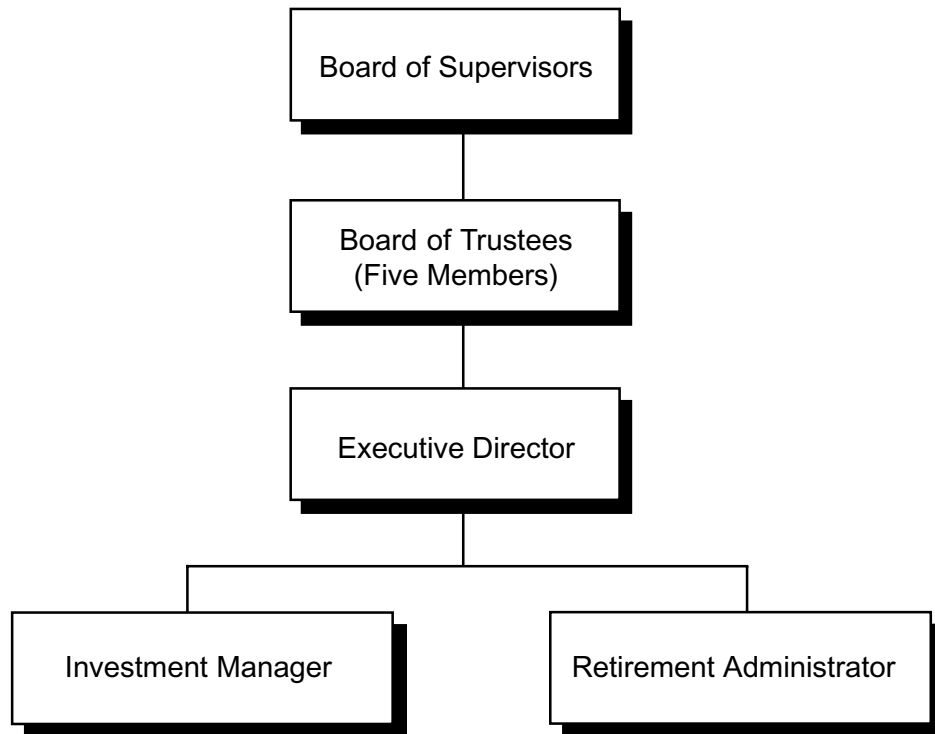 Board of Supervisors
Board of Trustees
(Five Members)
Executive Director
Investment Manager
Retirement Administrator